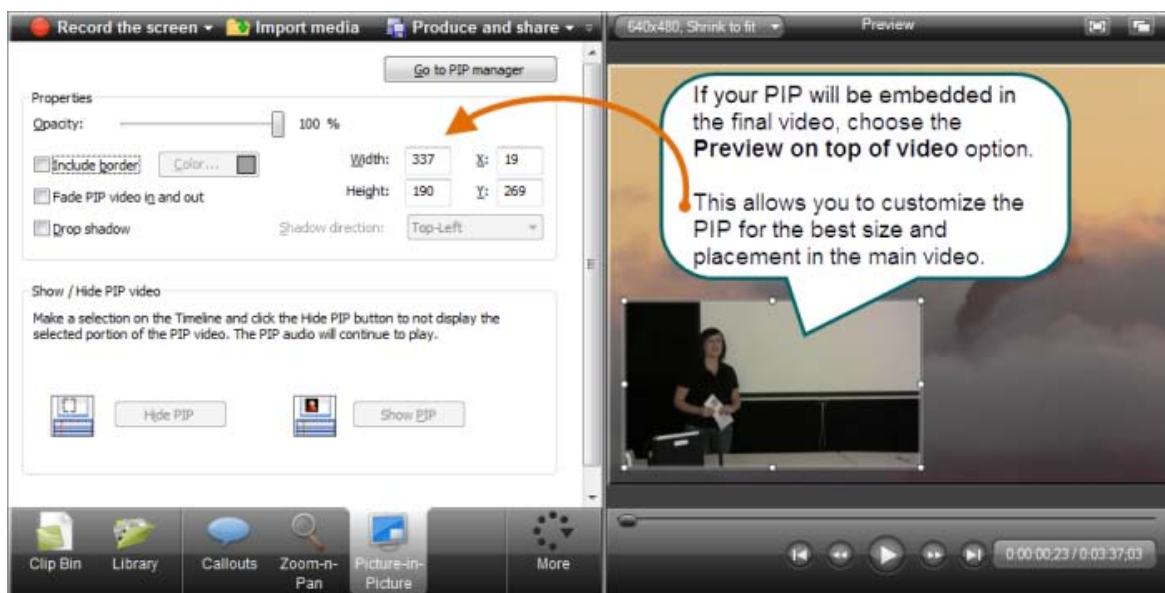 Record the screen Import media Produce and share
640x480, Shrink to fit Preview
Go to PIP manager
Properties
Opacity: 100 %
Include border Color...
Width: 337 X: 19
Fade PIP video in and out
Height: 190 Y: 269
Drop shadow Shadow direction: Top-Left
Show / Hide PIP video
Make a selection on the Timeline and click the Hide PIP button to not display the
selected portion of the PIP video. The PIP audio will continue to play.
Hide PIP Show PIP
If your PIP will be embedded in
the final video, choose the
Preview on top of video option.
This allows you to customize the
PIP for the best size and
placement in the main video.
Clip Bin Library Callouts Zoom-n-
Pan
Picture-in-
Picture
More
0:00:00;23 / 0:03:37;03